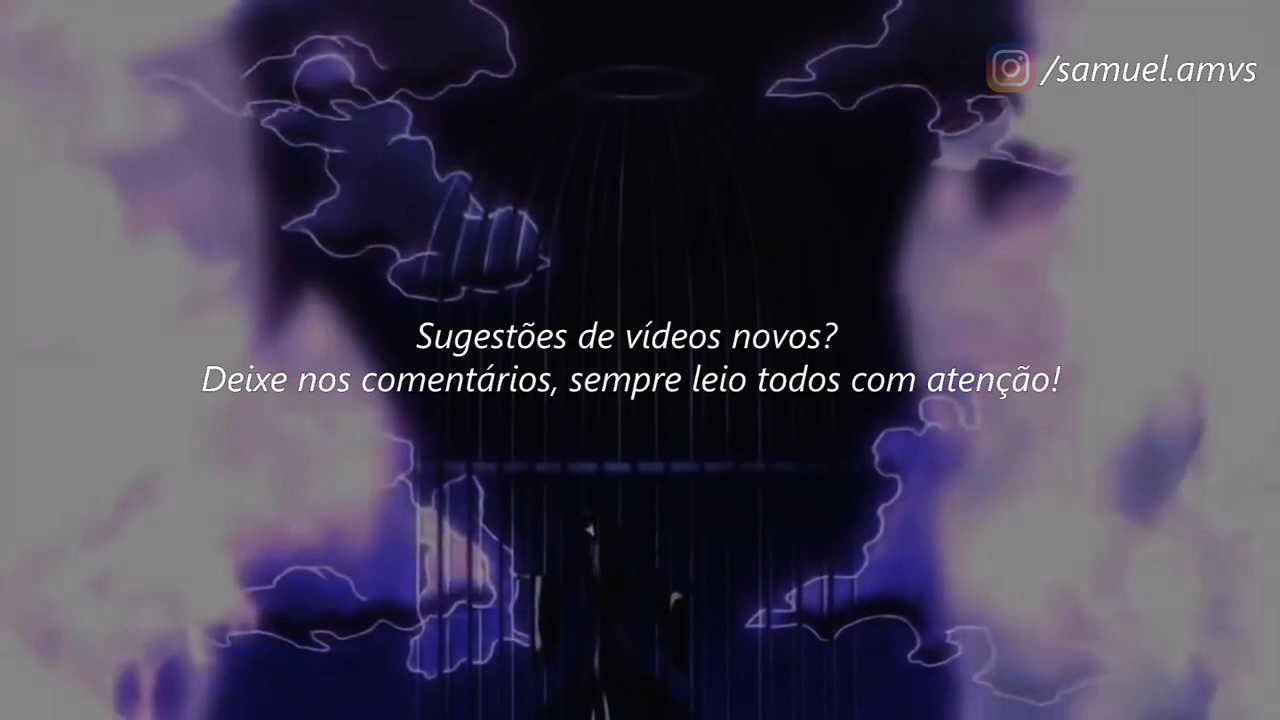 /samuel.amvs
Sugestões de vídeos novos?
Deixe nos comentários, sempre leio todos com atenção!